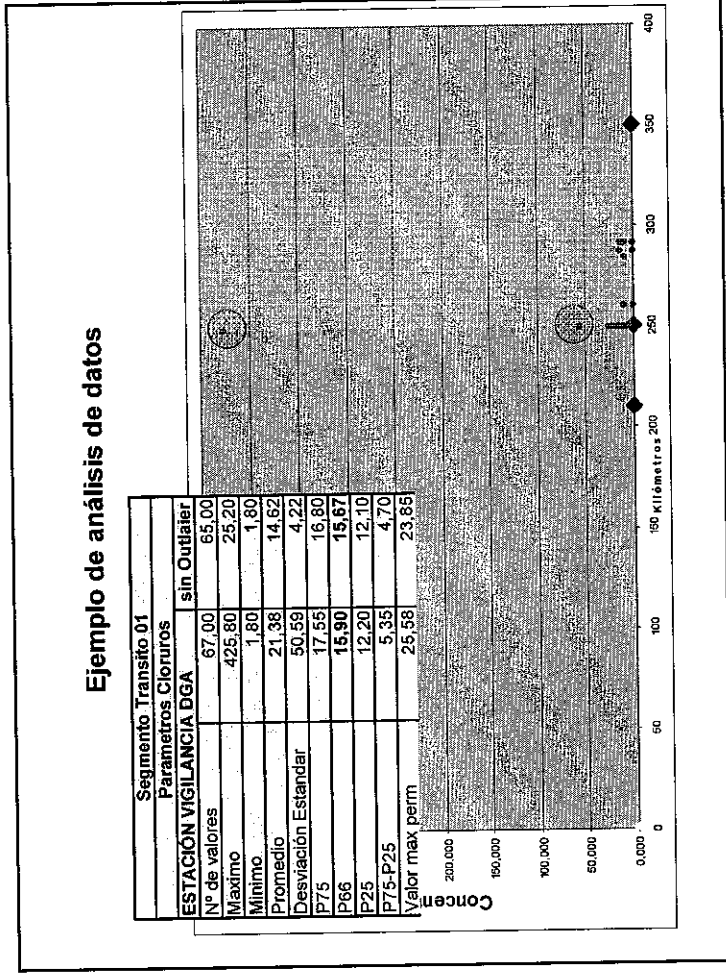 Ejemplo de análisis de datos
Segmento Transito 01
Parametros Cloruros
ESTACIÓN VIGILANCIA DGA sin Outlaier
Nº de valores 67,00 65,00
Maximo 425,80 25,20
Minimo 1,80 1,80
Promedio 21,38 14,62
Desviación Estandar 50,59 4,22
P75 17,55 16,80
P66 15,90 15,67
P25 12,20 12,10
P75-P25 5,35 4,70
Valor max perm 25,58 23,85
Concen
200,000
150,000
100,000
50,000
0,000
0 50 100 150 200 250 300 350 400
Kilómetros